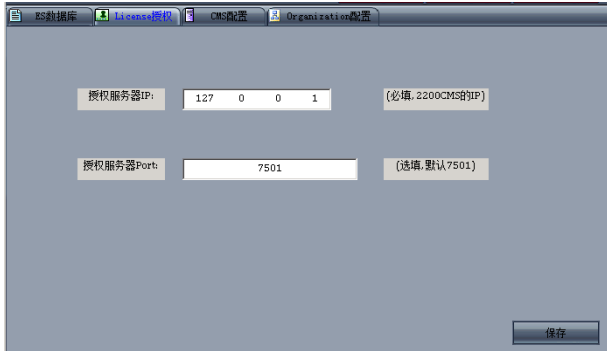 ES数据库 License授权 CMS配置 Organization配置
授权服务器IP: 127 0 0 1 (必填,2200CMS的IP)
授权服务器Port: 7501 (选填,默认7501)
保存